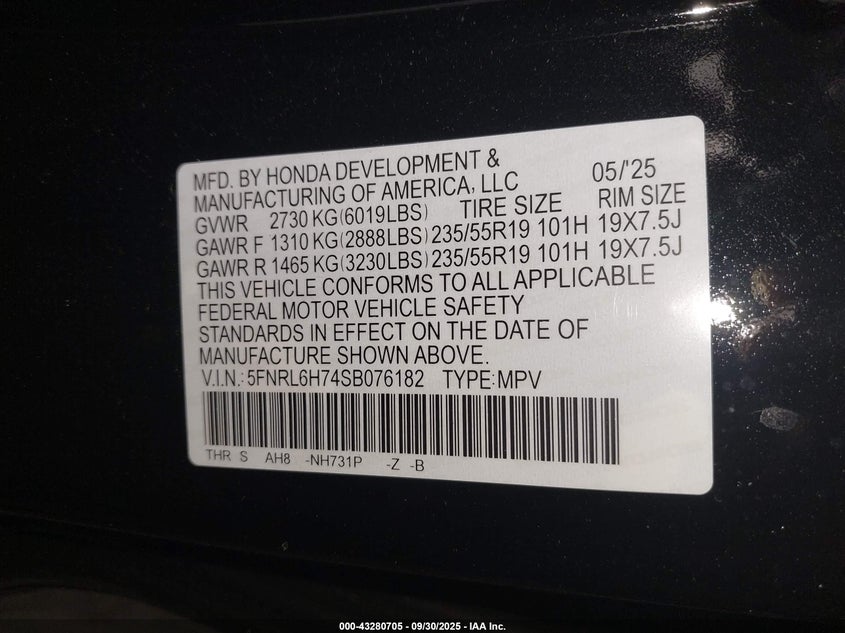 MFD. BY HONDA DEVELOPMENT &
MANUFACTURING OF AMERICA, LLC 05/'25
GVWR 2730 KG(6019LBS) TIRE SIZE RIM SIZE
GAWR F 1310 KG(2888LBS) 235/55R19 101H 19X7.5J
GAWR R 1465 KG(3230LBS) 235/55R19 101H 19X7.5J
THIS VEHICLE CONFORMS TO ALL APPLICABLE
FEDERAL MOTOR VEHICLE SAFETY
STANDARDS IN EFFECT ON THE DATE OF
MANUFACTURE SHOWN ABOVE.
V.I.N.: 5FNRL6H74SB076182 TYPE: MPV
THR S AH8 -NH731P -Z -B
000-43280705 - 09/30/2025 - IAA Inc.